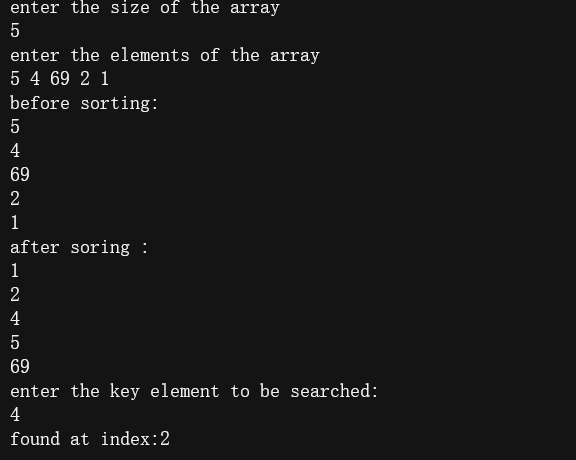 enter the size of the array
5
enter the elements of the array
5 4 69 2 1
before sorting:
5
4
69
2
1
after soring :
1
2
4
5
69
enter the key element to be searched:
4
found at index:2